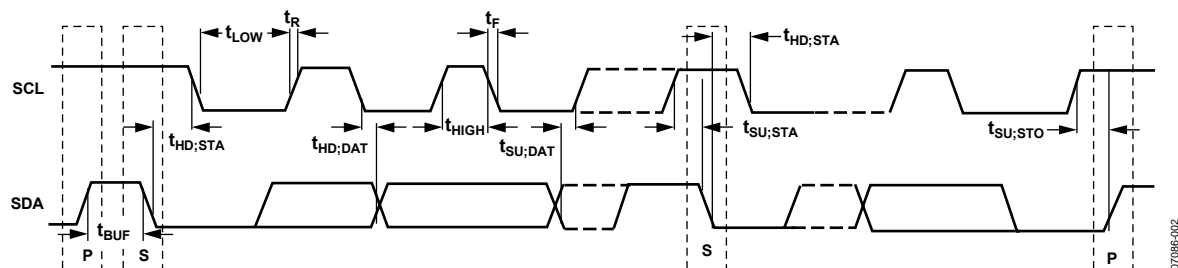 tLOW
tR
tF
tHD;STA
SCL
tHD;STA
tHD;DAT
tHIGH
tSU;DAT
tSU;STA
tSU;STO
SDA
tBUF
P
S
S
P
07086-002